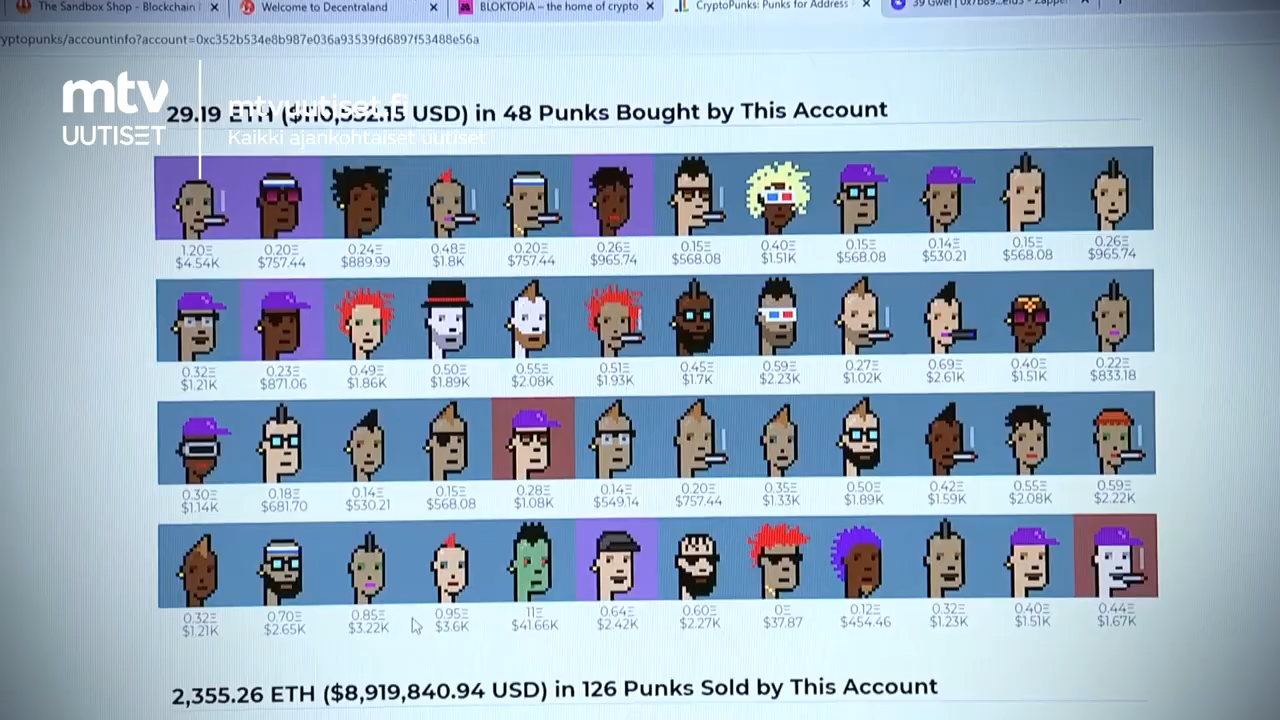 The Sandbox Shop - Blockchain
Welcome to Decentraland
BLOKTOPIA – the home of crypto
CryptoPunks: Punks for Address
yptopunks/accountinfo?account=0xc352b534e8b987e036a93539fd6897f53488e56a
mtv
UUTISET
mtvuutiset.fi
Kaikki ajankohtaiset uutiset
29.19 ETH USD) in 48 Punks Bought by This Account
1.20Ξ 0.20Ξ 0.24Ξ 0.48Ξ 0.20Ξ 0.26Ξ 0.15Ξ 0.40Ξ 0.15Ξ 0.14Ξ 0.15Ξ 0.26Ξ
$4.54K $757.44 $889.99 $1.8K $757.44 $965.74 $568.08 $1.51K $568.08 $530.21 $568.08 $965.74
0.32Ξ 0.23Ξ 0.49Ξ 0.50Ξ 0.55Ξ 0.51Ξ 0.45Ξ 0.59Ξ 0.27Ξ 0.69Ξ 0.40Ξ 0.22Ξ
$1.21K $871.06 $1.86K $1.89K $2.08K $1.93K $1.7K $2.23K $1.02K $2.61K $1.51K $833.18
0.30Ξ 0.18Ξ 0.14Ξ 0.15Ξ 0.28Ξ 0.14Ξ 0.20Ξ 0.35Ξ 0.50Ξ 0.42Ξ 0.55Ξ 0.59Ξ
$1.14K $681.70 $530.21 $568.08 $1.08K $549.14 $757.44 $1.33K $1.89K $1.59K $2.08K $2.22K
0.32Ξ 0.70Ξ 0.85Ξ 0.95Ξ 11Ξ 0.64Ξ 0.60Ξ 0Ξ 0.12Ξ 0.32Ξ 0.40Ξ 0.44Ξ
$1.21K $2.65K $3.22K $3.6K $41.66K $2.42K $2.27K $37.87 $454.46 $1.23K $1.51K $1.67K
2,355.26 ETH ($8,919,840.94 USD) in 126 Punks Sold by This Account